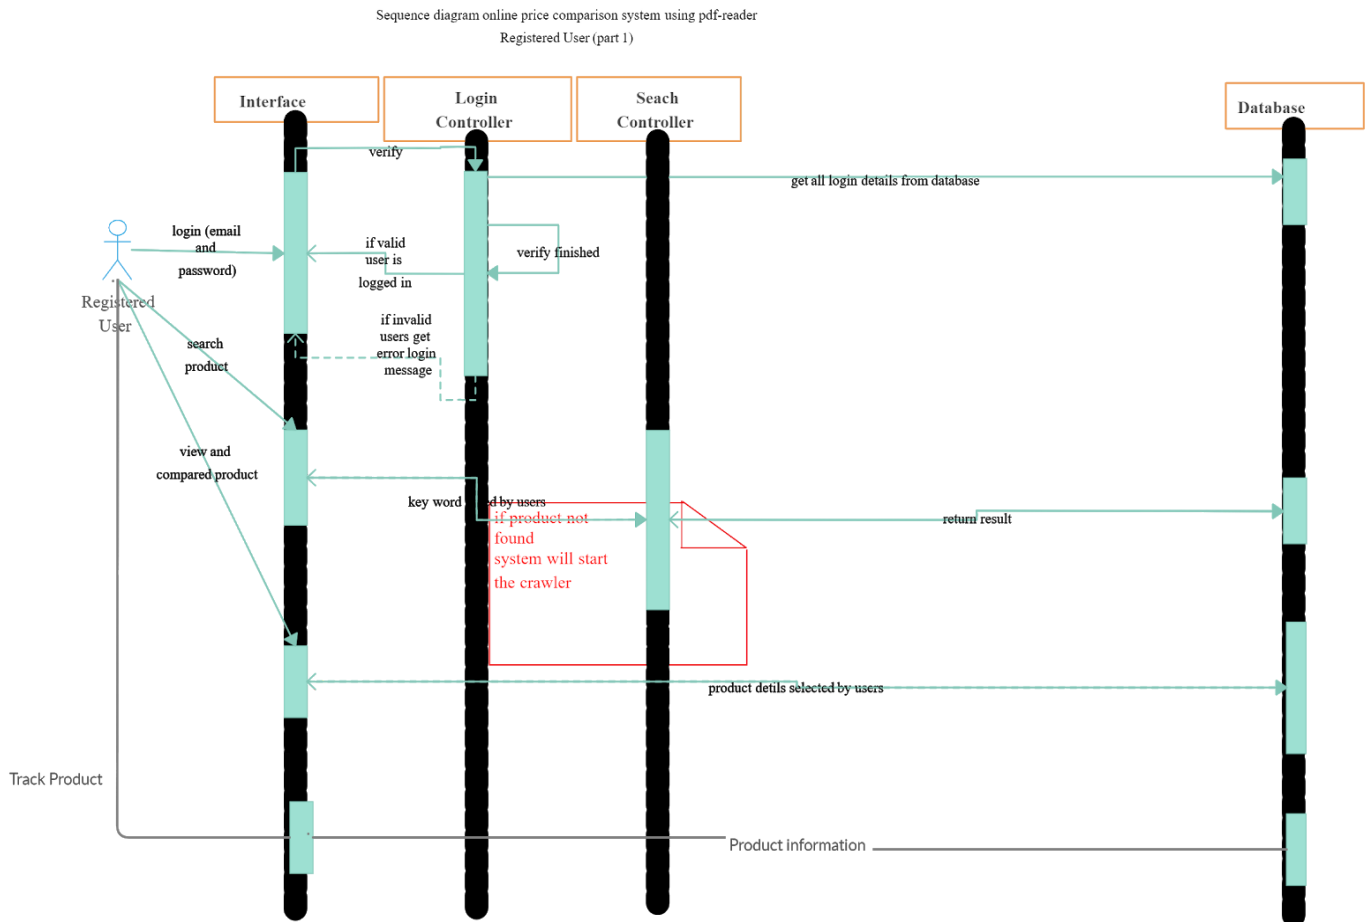 Sequence diagram online price comparison system using pdf-reader
Registered User (part 1)
Interface
Login
Controller
Seach
Controller
Database
verify
get all login details from database
login (email
and
password)
if valid
user is
logged in
verify finished
Registered
User
if invalid
users get
error login
message
search
product
view and
compared product
key word
ed by users
if product not
found
system will start
the crawler
return result
product detils selected by users
Track Product
Product information